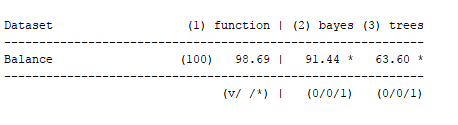 Dataset (1) function | (2) bayes (3) trees
------------------------------------------------------------
Balance (100) 98.69 | 91.44 * 63.60 *
------------------------------------------------------------
(v/ /*) | (0/0/1) (0/0/1)